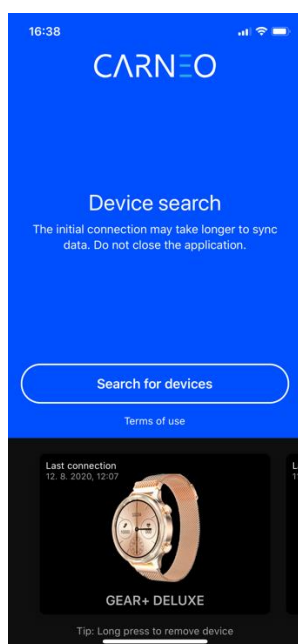 16:38
CARNEO
Device search
The initial connection may take longer to sync
data. Do not close the application.
Search for devices
Terms of use
Last connection
12. 8. 2020, 12:07
GEAR+ DELUXE
Tip: Long press to remove device